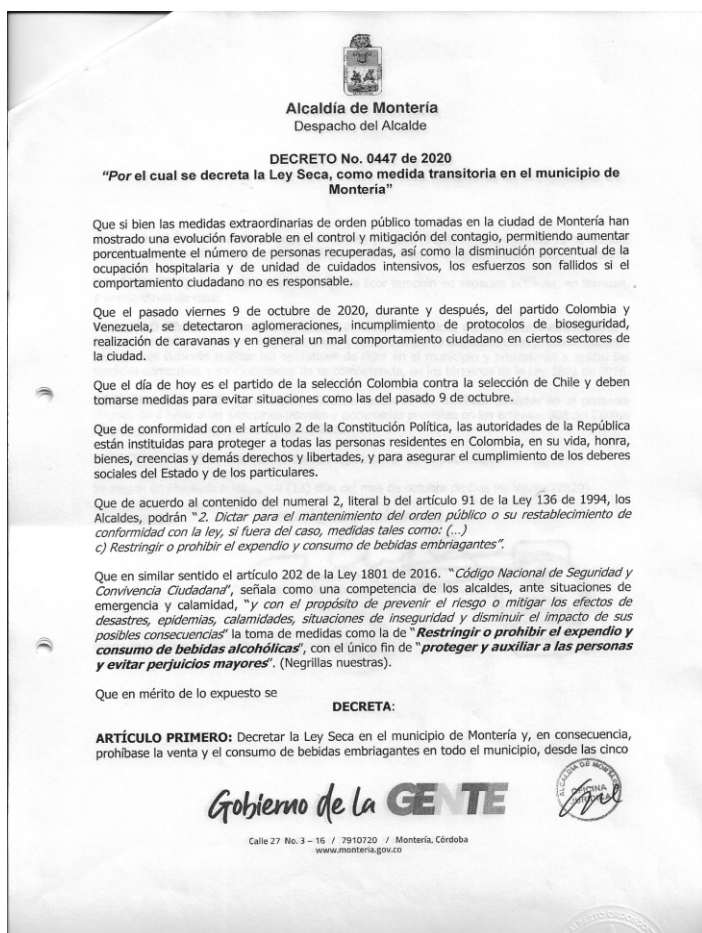 Alcaldía de Montería
Despacho del Alcalde
DECRETO No. 0447 de 2020
"Por el cual se decreta la Ley Seca, como medida transitoria en el municipio de
Montería"
Que si bien las medidas extraordinarias de orden público tomadas en la ciudad de Montería han
mostrado una evolución favorable en el control y mitigación del contagio, permitiendo aumentar
porcentualmente el número de personas recuperadas, así como la disminución porcentual de la
ocupación hospitalaria y de unidad de cuidados intensivos, los esfuerzos son fallidos si el
comportamiento ciudadano no es responsable.
Que el pasado viernes 9 de octubre de 2020, durante y después, del partido Colombia y
Venezuela, se detectaron aglomeraciones, incumplimiento de protocolos de bioseguridad,
realización de caravanas y en general un mal comportamiento ciudadano en ciertos sectores de
la ciudad.
Que el día de hoy es el partido de la selección Colombia contra la selección de Chile y deben
tomarse medidas para evitar situaciones como las del pasado 9 de octubre.
Que de conformidad con el artículo 2 de la Constitución Política, las autoridades de la República
están instituidas para proteger a todas las personas residentes en Colombia, en su vida, honra,
bienes, creencias y demás derechos y libertades, y para asegurar el cumplimiento de los deberes
sociales del Estado y de los particulares.
Que de acuerdo al contenido del numeral 2, literal b del artículo 91 de la Ley 136 de 1994, los
Alcaldes, podrán "2. Dictar para el mantenimiento del orden público o su restablecimiento de
conformidad con la ley, si fuera del caso, medidas tales como: (...)
c) Restringir o prohibir el expendio y consumo de bebidas embriagantes".
Que en similar sentido el artículo 202 de la Ley 1801 de 2016. "Código Nacional de Seguridad y
Convivencia Ciudadana", señala como una competencia de los alcaldes, ante situaciones de
emergencia y calamidad, "y con el propósito de prevenir el riesgo o mitigar los efectos de
desastres, epidemias, calamidades, situaciones de inseguridad y disminuir el impacto de sus
posibles consecuencias" la toma de medidas como la de "Restringir o prohibir el expendio y
consumo de bebidas alcohólicas", con el único fin de "proteger y auxiliar a las personas
y evitar perjuicios mayores". (Negrillas nuestras).
Que en mérito de lo expuesto se
DECRETA:
ARTÍCULO PRIMERO: Decretar la Ley Seca en el municipio de Montería y, en consecuencia,
prohíbase la venta y el consumo de bebidas embriagantes en todo el municipio, desde las cinco
Gobierno de la GENTE
ALCALDIA DE
OFICINA
JURIDICA
Calle 27 No. 3 – 16 / 7910720 / Montería, Córdoba
www.monteria.gov.co